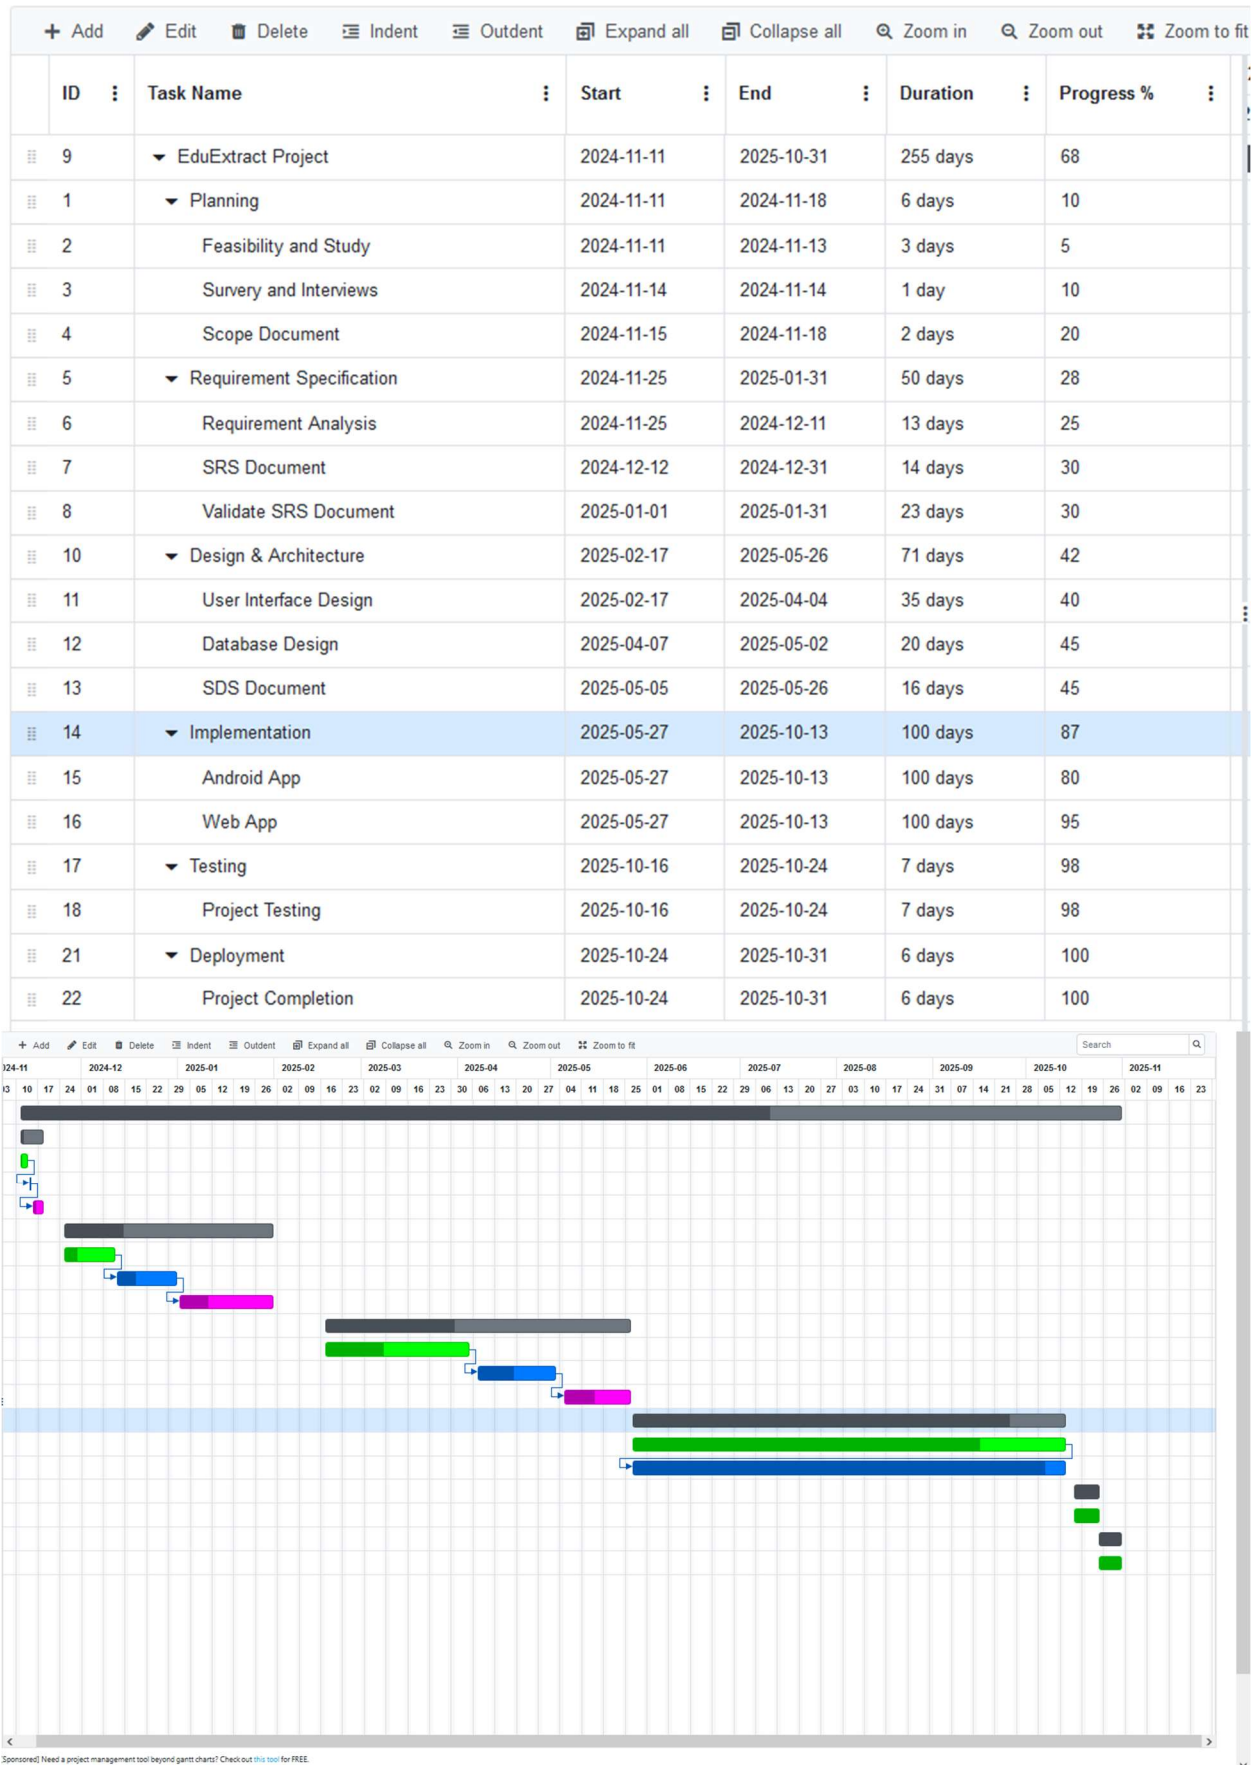 Add Edit Delete Indent Outdent Expand all Collapse all Zoom in Zoom out Zoom to fit
ID Task Name Start End Duration Progress %
9 EduExtract Project 2024-11-11 2025-10-31 255 days 68
1 Planning 2024-11-11 2024-11-18 6 days 10
2 Feasibility and Study 2024-11-11 2024-11-13 3 days 5
3 Survery and Interviews 2024-11-14 2024-11-14 1 day 10
4 Scope Document 2024-11-15 2024-11-18 2 days 20
5 Requirement Specification 2024-11-25 2025-01-31 50 days 28
6 Requirement Analysis 2024-11-25 2024-12-11 13 days 25
7 SRS Document 2024-12-12 2024-12-31 14 days 30
8 Validate SRS Document 2025-01-01 2025-01-31 23 days 30
10 Design & Architecture 2025-02-17 2025-05-26 71 days 42
11 User Interface Design 2025-02-17 2025-04-04 35 days 40
12 Database Design 2025-04-07 2025-05-02 20 days 45
13 SDS Document 2025-05-05 2025-05-26 16 days 45
14 Implementation 2025-05-27 2025-10-13 100 days 87
15 Android App 2025-05-27 2025-10-13 100 days 80
16 Web App 2025-05-27 2025-10-13 100 days 95
17 Testing 2025-10-16 2025-10-24 7 days 98
18 Project Testing 2025-10-16 2025-10-24 7 days 98
21 Deployment 2025-10-24 2025-10-31 6 days 100
22 Project Completion 2025-10-24 2025-10-31 6 days 100
Add Edit Delete Indent Outdent Expand all Collapse all Zoom in Zoom out Zoom to fit Search
24-11 2024-12 2025-01 2025-02 2025-03 2025-04 2025-05 2025-06 2025-07 2025-08 2025-09 2025-10 2025-11
3 10 17 24 01 08 15 22 29 05 12 19 26 02 09 16 23 02 09 16 23 30 06 13 20 27 04 11 18 25 01 08 15 22 29 06 13 20 27 03 10 17 24 31 07 14 21 28 05 12 19 26 02 09 16 23
[Sponsored] Need a project management tool beyond gantt charts? Check out this tool for FREE.